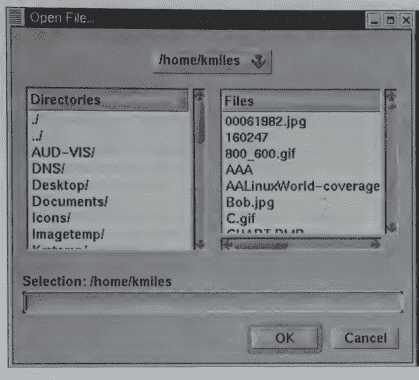 Open File...
/home/kmiles
Directories
./
../
AUD-VIS/
DNS/
Desktop/
Documents/
Icons/
Imagetemp/
Files
00061982.jpg
160247
800_600.gif
AAA
AALinuxWorld-coverage
Bob.jpg
C.gif
Selection: /home/kmiles
OK
Cancel